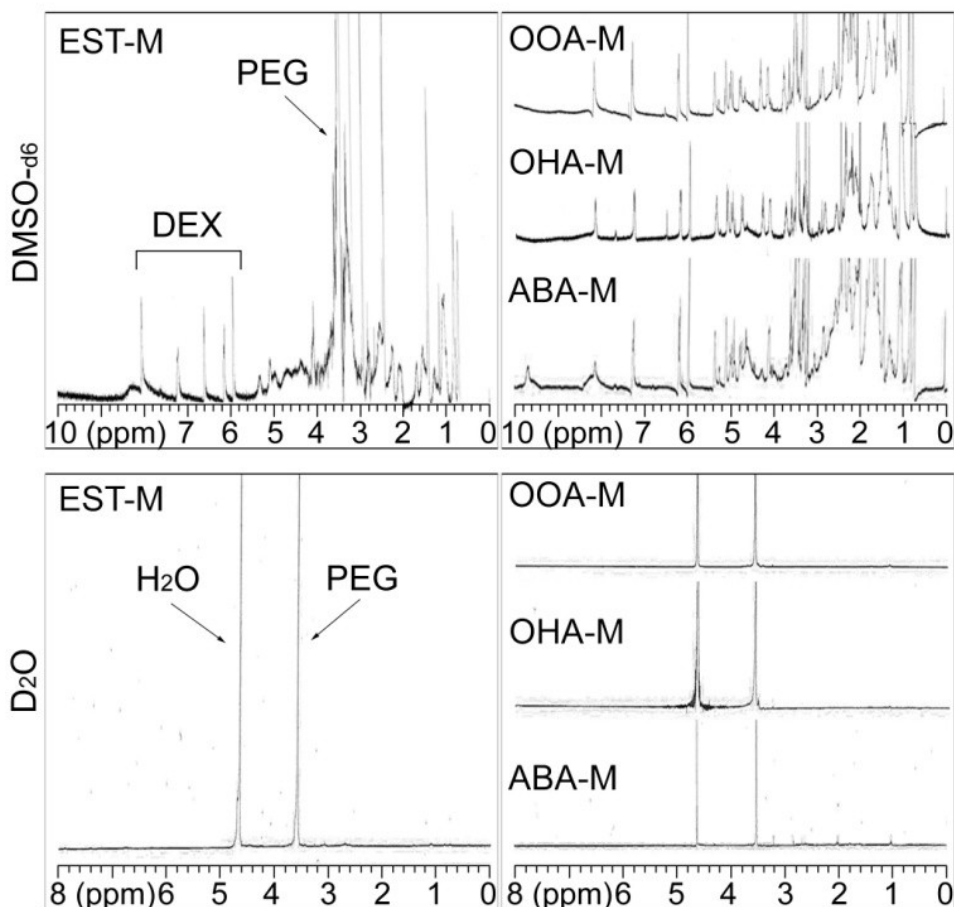 EST-M
PEG
DEX
DMSO-d6
10 (ppm) 7 6 5 4 3 2 1 0
OOA-M
OHA-M
ABA-M
10 (ppm) 7 6 5 4 3 2 1 0
EST-M
H2O
PEG
D2O
8 (ppm) 6 5 4 3 2 1 0
OOA-M
OHA-M
ABA-M
8 (ppm) 6 5 4 3 2 1 0